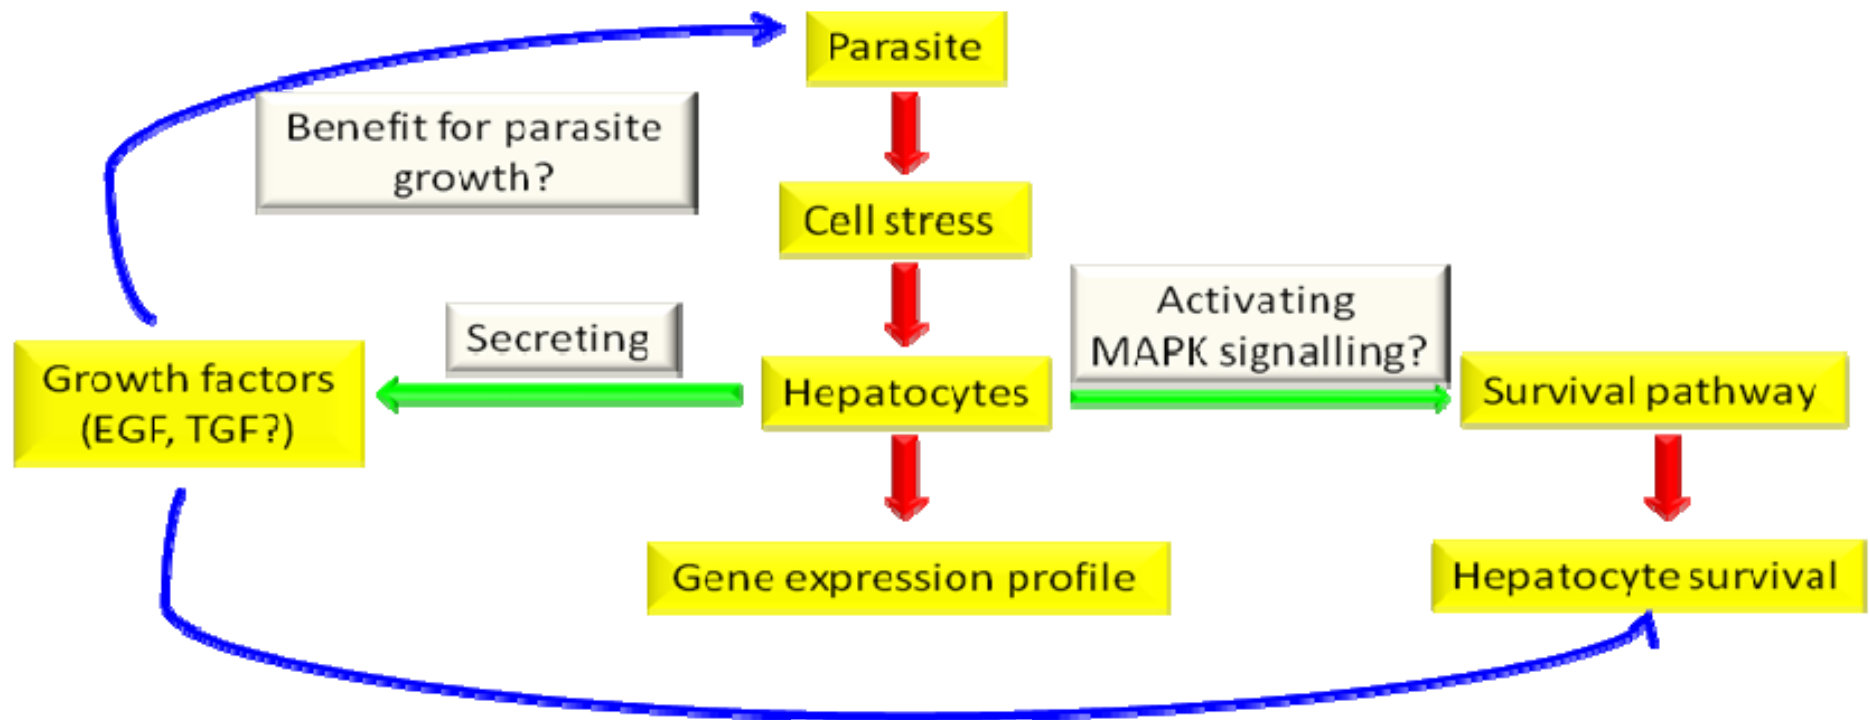 Parasite
Benefit for parasite
growth?
Cell stress
Activating
MAPK signalling?
Secreting
Growth factors
(EGF, TGF?)
Hepatocytes
Survival pathway
Gene expression profile
Hepatocyte survival